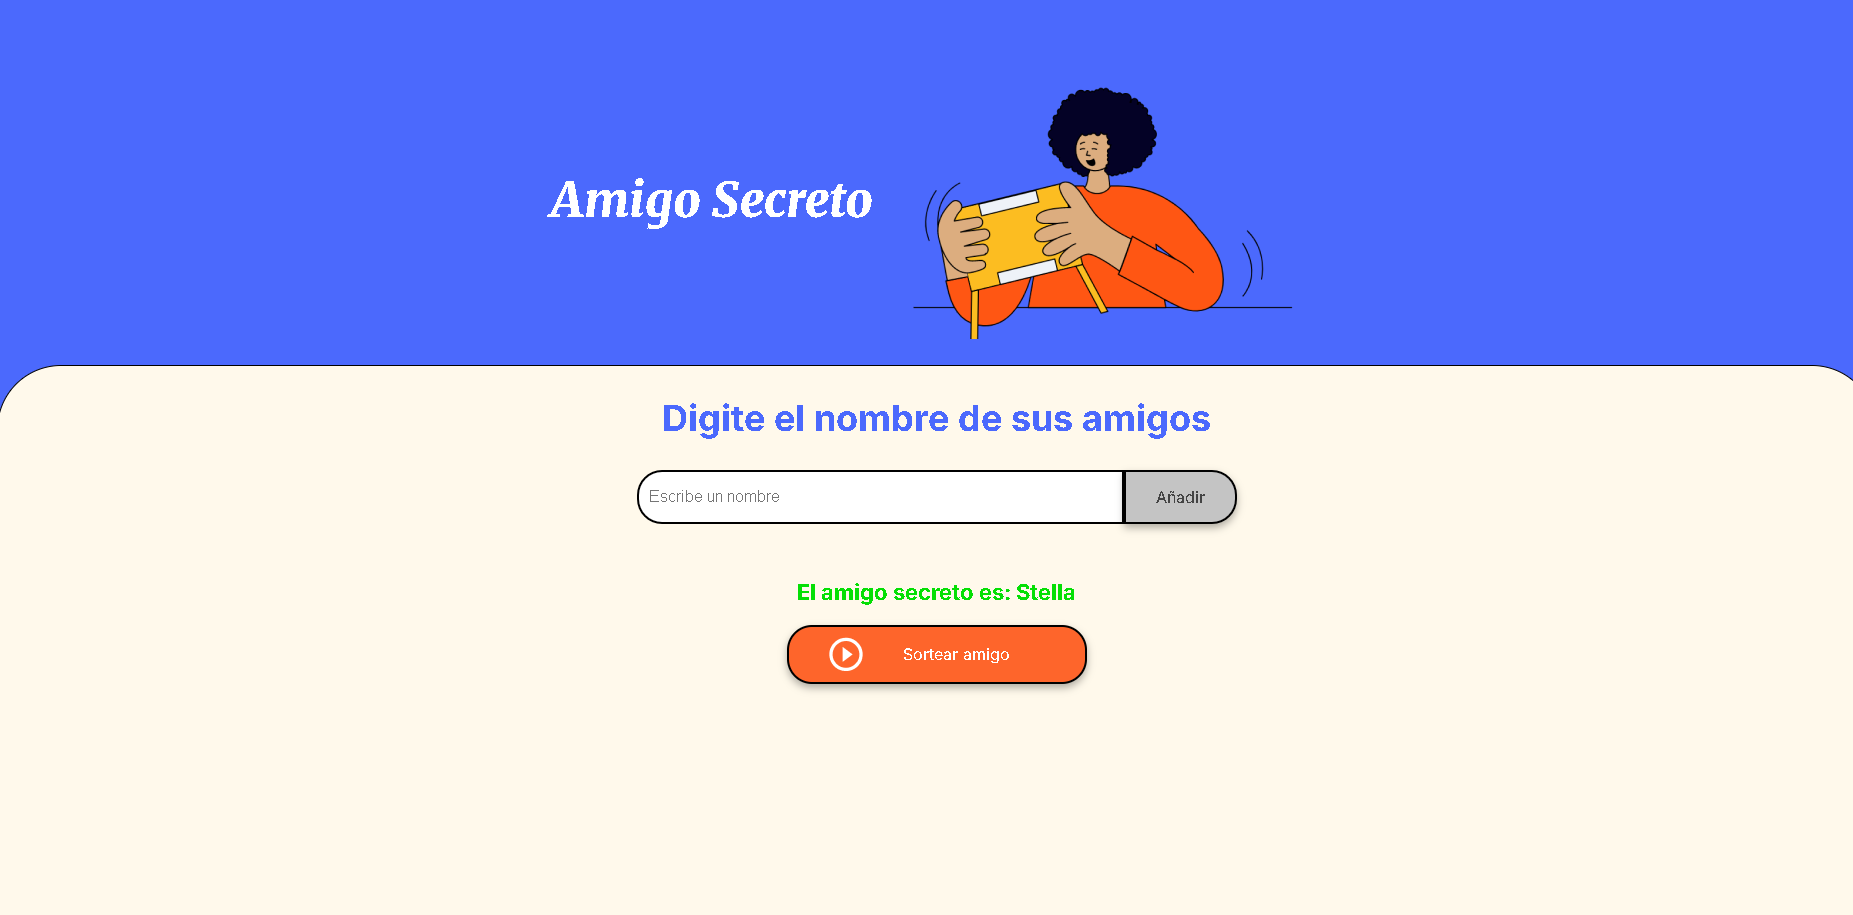 Amigo Secreto
Digite el nombre de sus amigos
Escribe un nombre
Añadir
El amigo secreto es: Stella
Sortear amigo